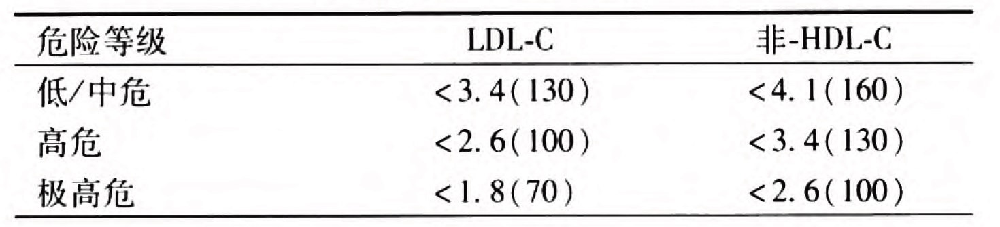 危险等级 LDL-C 非-HDL-C
低/中危 <3. 4(130) <4. 1(160)
高危 <2. 6(100) <3. 4(130)
极高危 <1. 8(70) <2. 6(100)